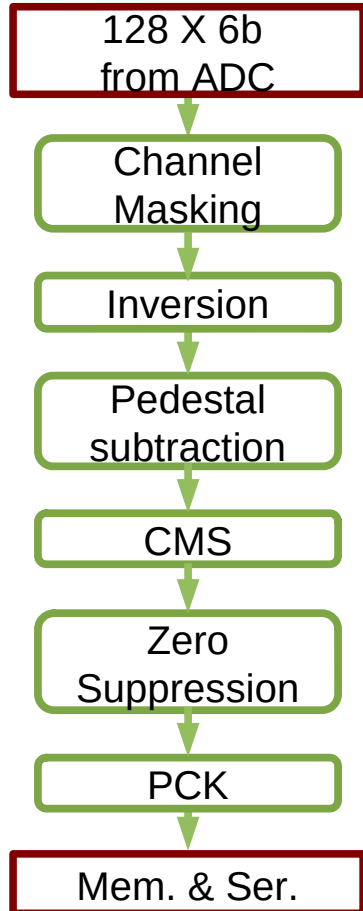 128 X 6b
from ADC
Channel
Masking
Inversion
Pedestal
subtraction
CMS
Zero
Suppression
PCK
Mem. & Ser.